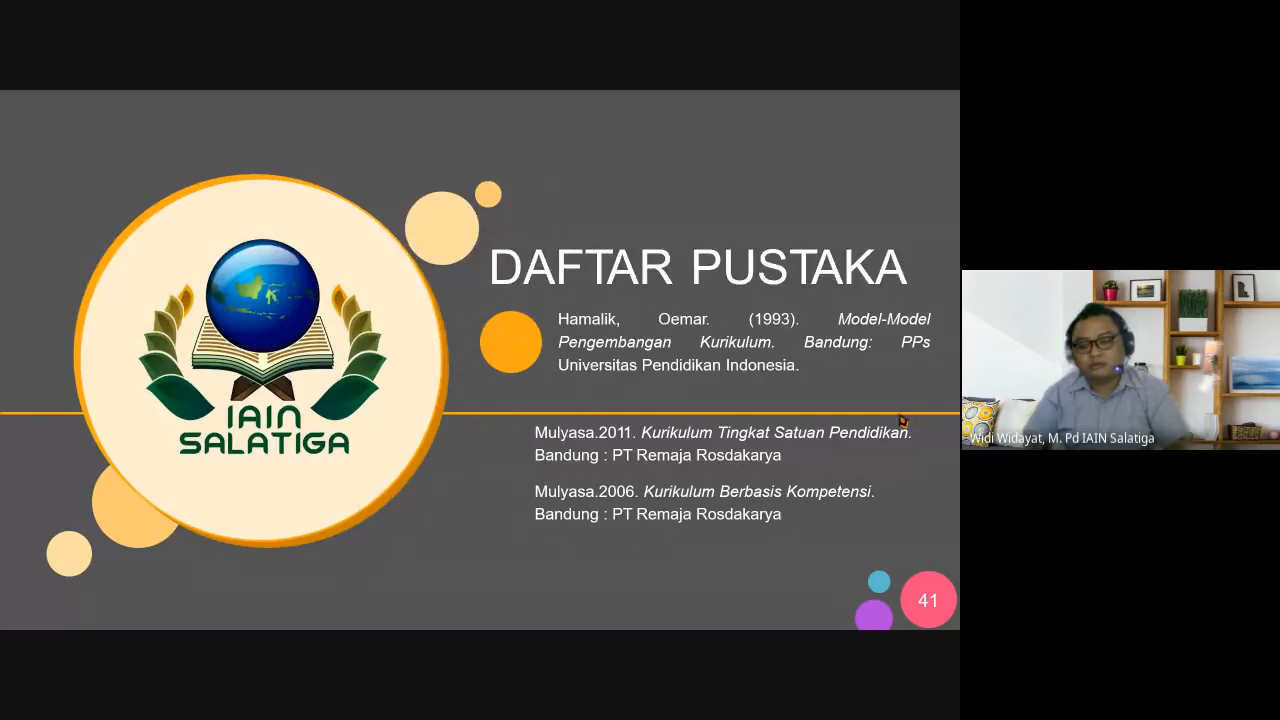 IAIN
SALATIGA
DAFTAR PUSTAKA
Hamalik, Oemar. (1993). Model-Model
Pengembangan Kurikulum. Bandung: PPs
Universitas Pendidikan Indonesia.
Mulyasa.2011. Kurikulum Tingkat Satuan Pendidikan.
Bandung : PT Remaja Rosdakarya
Mulyasa.2006. Kurikulum Berbasis Kompetensi.
Bandung : PT Remaja Rosdakarya
41
Widi Widayat, M. Pd IAIN Salatiga